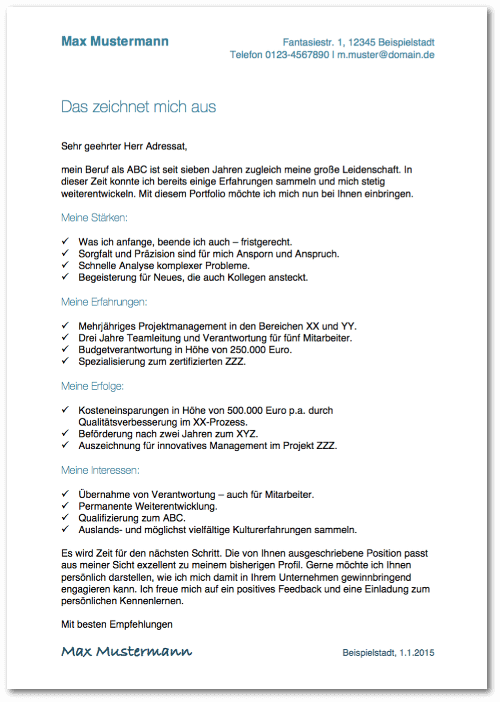 Max Mustermann
Fantasiestr. 1, 12345 Beispielstadt
Telefon 0123-4567890 I m.muster@domain.de
Das zeichnet mich aus
Sehr geehrter Herr Adressat,
mein Beruf als ABC ist seit sieben Jahren zugleich meine große Leidenschaft. In
dieser Zeit konnte ich bereits einige Erfahrungen sammeln und mich stetig
weiterentwickeln. Mit diesem Portfolio möchte ich mich nun bei Ihnen einbringen.
Meine Stärken:
✓ Was ich anfange, beende ich auch – fristgerecht.
✓ Sorgfalt und Präzision sind für mich Ansporn und Anspruch.
✓ Schnelle Analyse komplexer Probleme.
✓ Begeisterung für Neues, die auch Kollegen ansteckt.
Meine Erfahrungen:
✓ Mehrjähriges Projektmanagement in den Bereichen XX und YY.
✓ Drei Jahre Teamleitung und Verantwortung für fünf Mitarbeiter.
✓ Budgetverantwortung in Höhe von 250.000 Euro.
✓ Spezialisierung zum zertifizierten ZZZ.
Meine Erfolge:
✓ Kosteneinsparungen in Höhe von 500.000 Euro p.a. durch
Qualitätsverbesserung im XX-Prozess.
✓ Beförderung nach zwei Jahren zum XYZ.
✓ Auszeichnung für innovatives Management im Projekt ZZZ.
Meine Interessen:
✓ Übernahme von Verantwortung – auch für Mitarbeiter.
✓ Permanente Weiterentwicklung.
✓ Qualifizierung zum ABC.
✓ Auslands- und möglichst vielfältige Kulturerfahrungen sammeln.
Es wird Zeit für den nächsten Schritt. Die von Ihnen ausgeschriebene Position passt
aus meiner Sicht exzellent zu meinem bisherigen Profil. Gerne möchte ich Ihnen
persönlich darstellen, wie ich mich damit in Ihrem Unternehmen gewinnbringend
engagieren kann. Ich freue mich auf ein positives Feedback und eine Einladung zum
persönlichen Kennenlernen.
Mit besten Empfehlungen
Max Mustermann
Beispielstadt, 1.1.2015